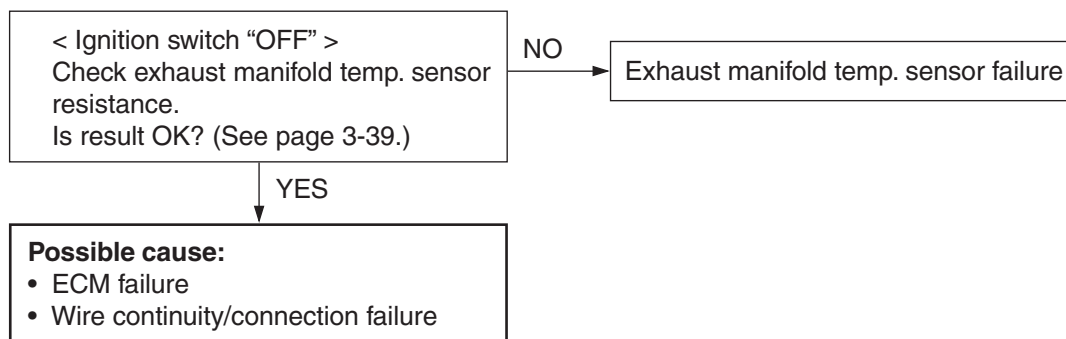 < Ignition switch “OFF” >
Check exhaust manifold temp. sensor
resistance.
Is result OK? (See page 3-39.)
NO
Exhaust manifold temp. sensor failure
YES
Possible cause:
• ECM failure
• Wire continuity/connection failure